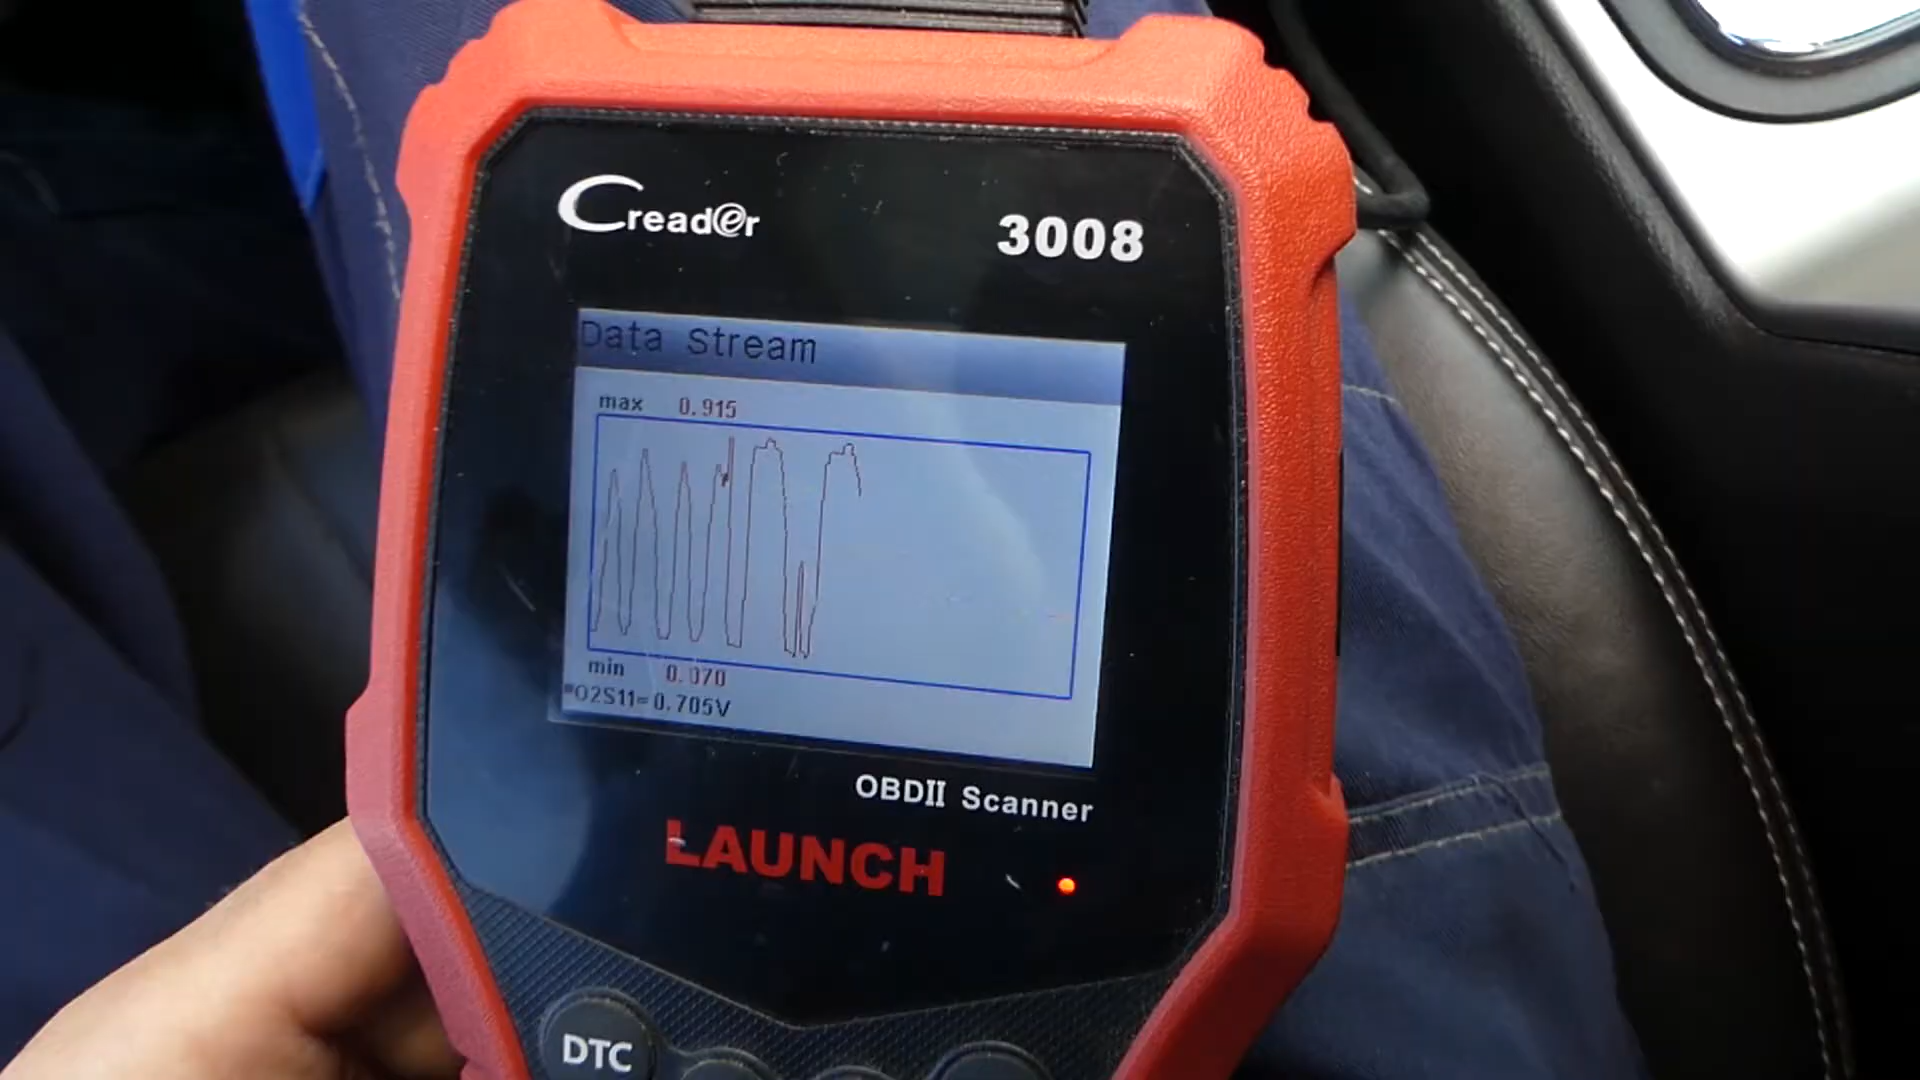 Creader
3008
Data Stream
max 0.915
min 0.070
*O2S11=0.705V
OBDII Scanner
LAUNCH
DTC